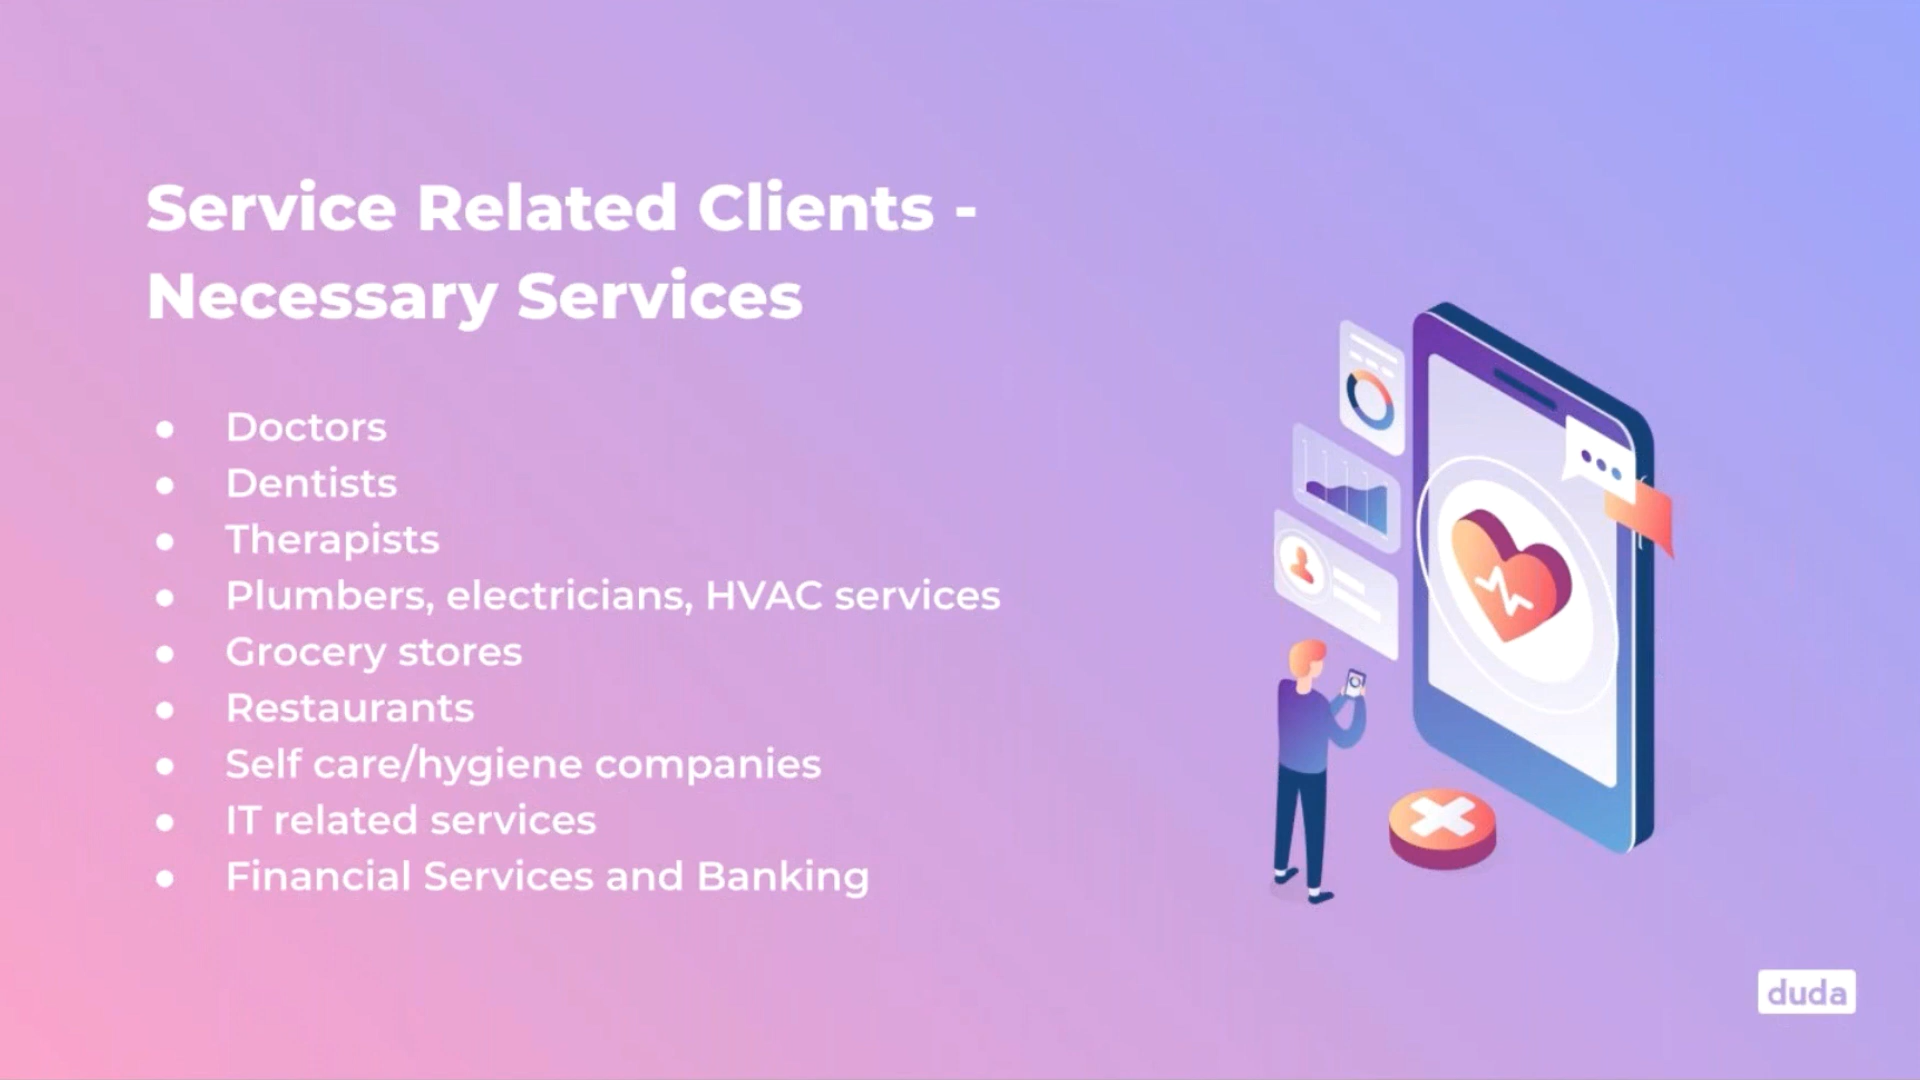 Service Related Clients -
Necessary Services
● Doctors
● Dentists
● Therapists
● Plumbers, electricians, HVAC services
● Grocery stores
● Restaurants
● Self care/hygiene companies
● IT related services
● Financial Services and Banking
duda